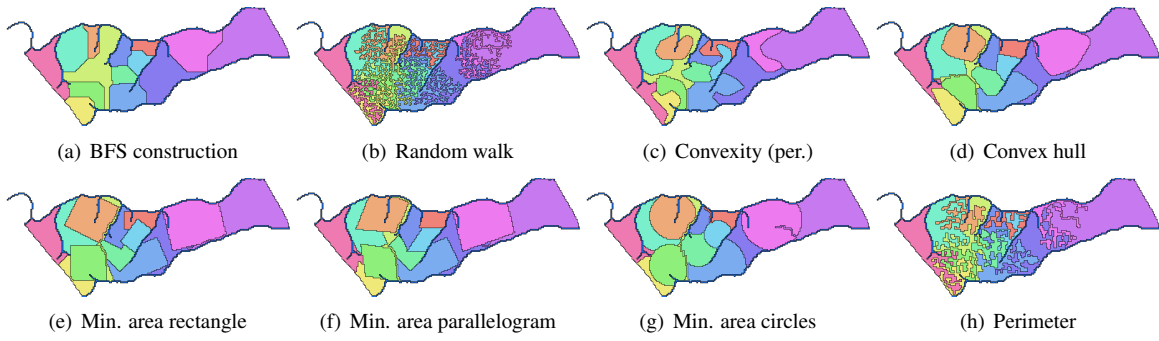 (a) BFS construction
(b) Random walk
(c) Convexity (per.)
(d) Convex hull
(e) Min. area rectangle
(f) Min. area parallelogram
(g) Min. area circles
(h) Perimeter